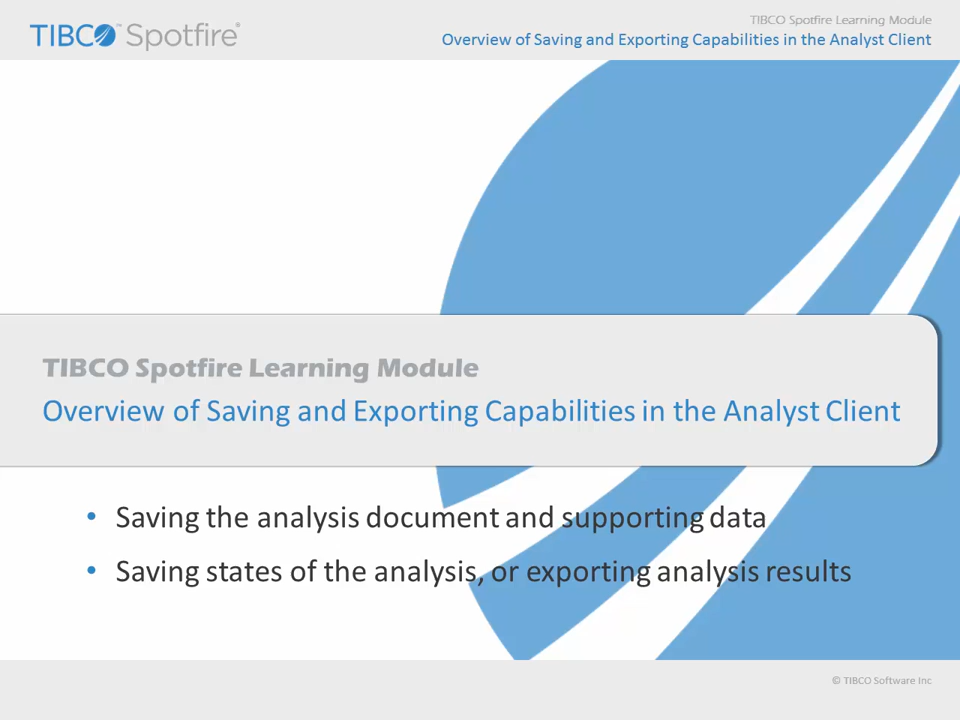 TIBCO™ Spotfire®
TIBCO Spotfire Learning Module
Overview of Saving and Exporting Capabilities in the Analyst Client
TIBCO Spotfire Learning Module
Overview of Saving and Exporting Capabilities in the Analyst Client
• Saving the analysis document and supporting data
• Saving states of the analysis, or exporting analysis results
© TIBCO Software Inc